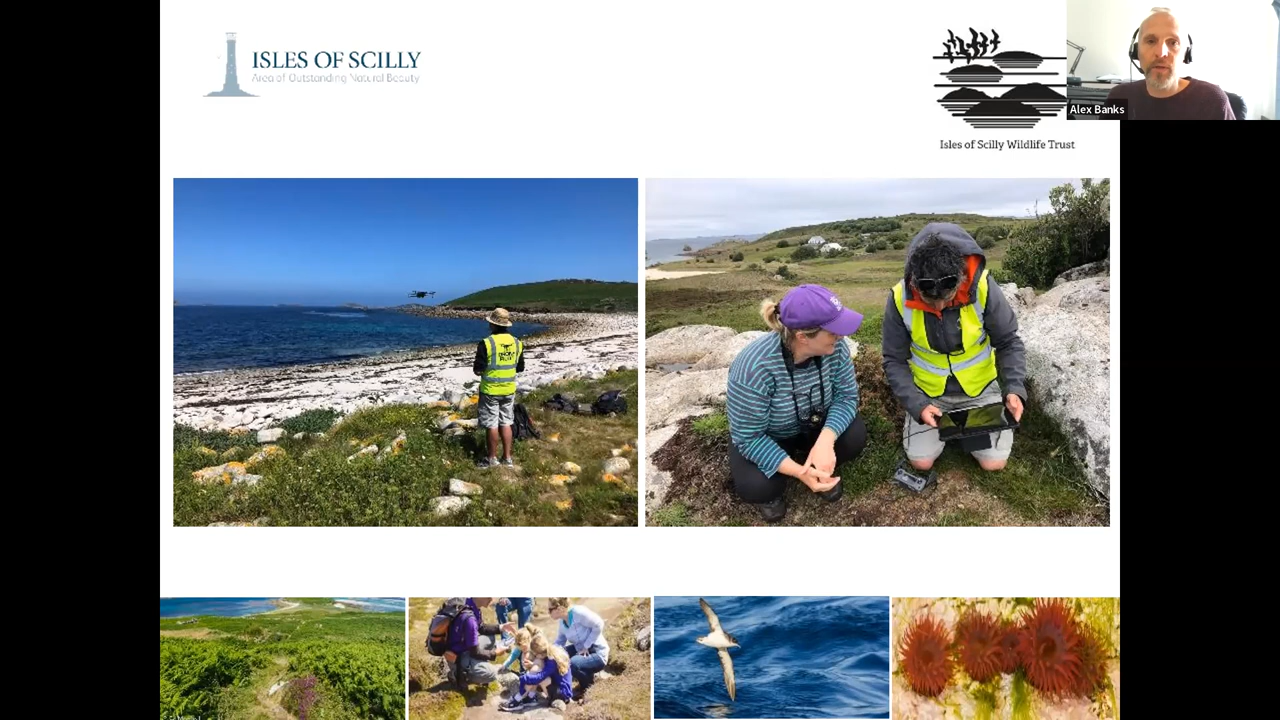 ISLES OF SCILLY
Area of Outstanding Natural Beauty
Isles of Scilly Wildlife Trust
Alex Banks